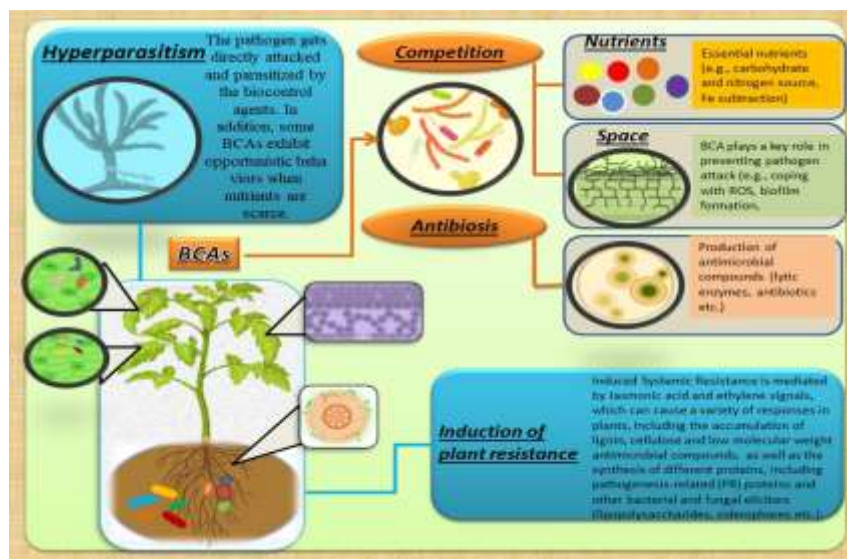 Hyperparasitism
The pathogen gets
directly attacked
and parasitized by
the biocontrol
agents. In
addition, some
BCAs exhibit
opportunistic beha
viors when
nutrients are
scarce.
Competition
Nutrients
Essential nutrients
(e.g., carbohydrate
and nitrogen source,
Fe subtraction)
Space
BCA plays a key role in
preventing pathogen
attack (e.g., coping
with ROS, biofilm
formation,
Antibiosis
Production of
antimicrobial
compounds (lytic
enzymes, antibiotics
etc.)
BCAs
Induction of
plant resistance
Induced Systemic Resistance is mediated
by Jasmonic acid and ethylene signals,
which can cause a variety of responses in
plants, including the accumulation of
lignin, cellulose and low molecular weight
antimicrobial compounds, as well as the
synthesis of different proteins, including
pathogenesis-related (PR) proteins and
other bacterial and fungal elicitors
(lipopolysaccharides, siderophores etc.)